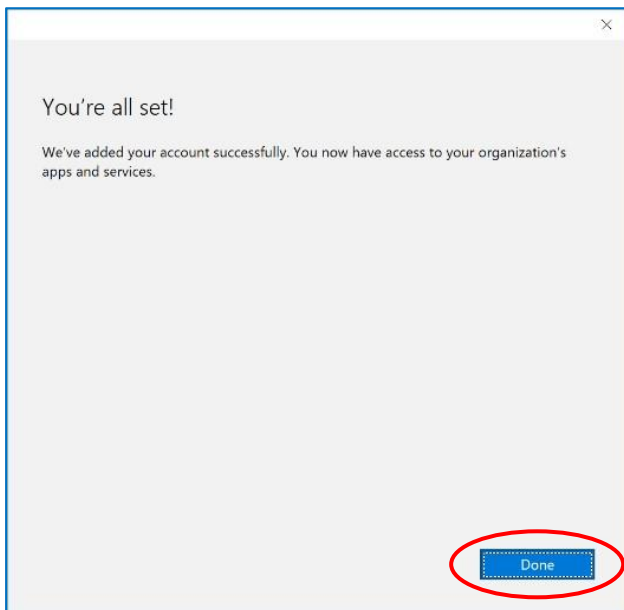 You're all set!
We've added your account successfully. You now have access to your organization's
apps and services.
Done